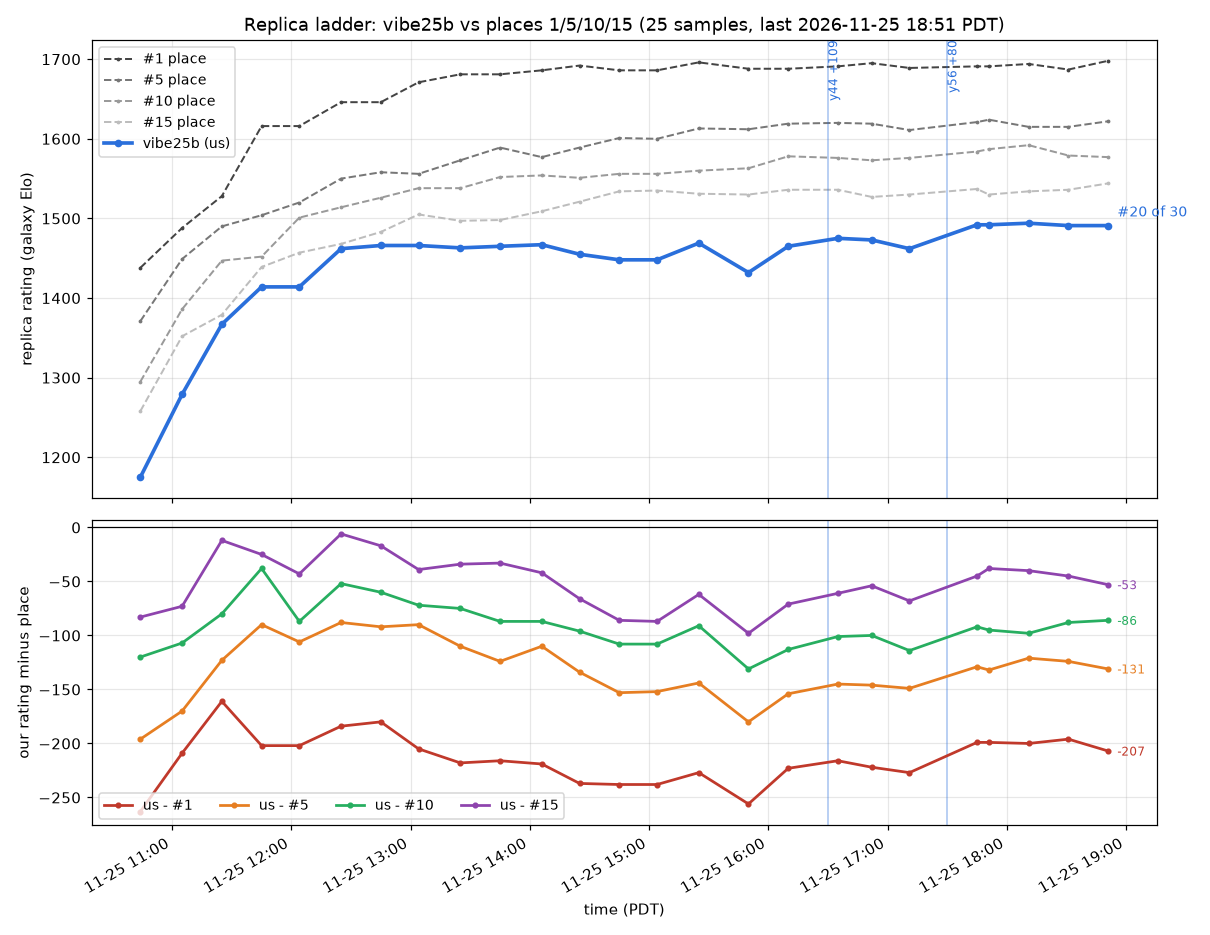 Replica ladder: vibe25b vs places 1/5/10/15 (25 samples, last 2026-11-25 18:51 PDT)
#1 place
#5 place
#10 place
#15 place
vibe25b (us)
y44 +109
y56 +80
#20 of 30
replica rating (galaxy Elo)
1700
1600
1500
1400
1300
1200
our rating minus place
0
−50
−100
−150
−200
−250
-53
-86
-131
-207
us - #1
us - #5
us - #10
us - #15
11-25 11:00
11-25 12:00
11-25 13:00
11-25 14:00
11-25 15:00
11-25 16:00
11-25 17:00
11-25 18:00
11-25 19:00
time (PDT)